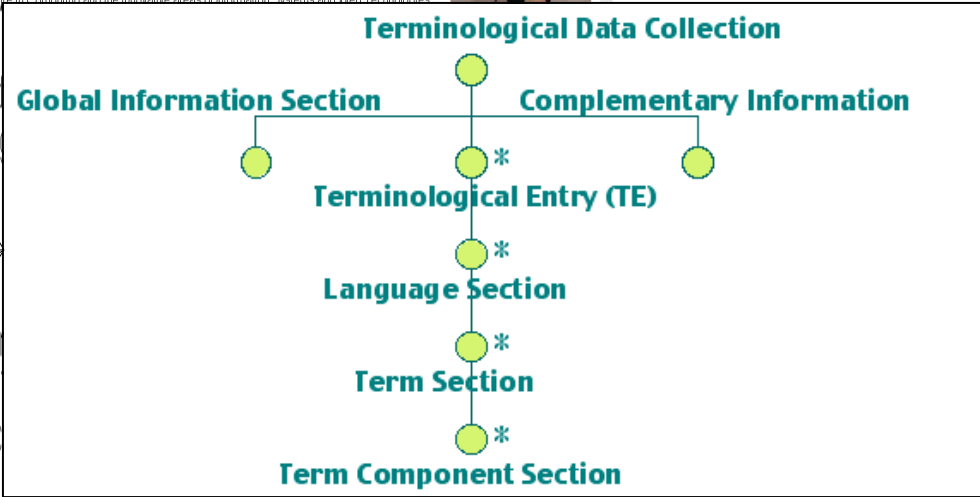 Terminological Data Collection
Global Information Section
Complementary Information
*
Terminological Entry (TE)
*
Language Section
*
Term Section
*
Term Component Section